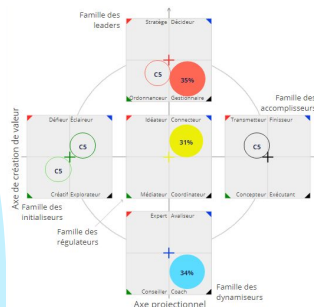 Famille des
leaders
Stratège Décideur
C5
35%
Ordonnanceur Gestionnaire
Famille des
accomplisseurs
Défieur Éclaireur
Idéateur Connecteur
Transmetteur Finisseur
C5
C5
31%
C5
Créatif Explorateur
Médiateur Coordinateur
Concepteur Exécutant
Axe de création de valeur
Famille des
initialiseurs
Famille des
régulateurs
Expert Avaliseur
34%
Conseiller Coach
Famille des
dynamiseurs
Axe projectionnel